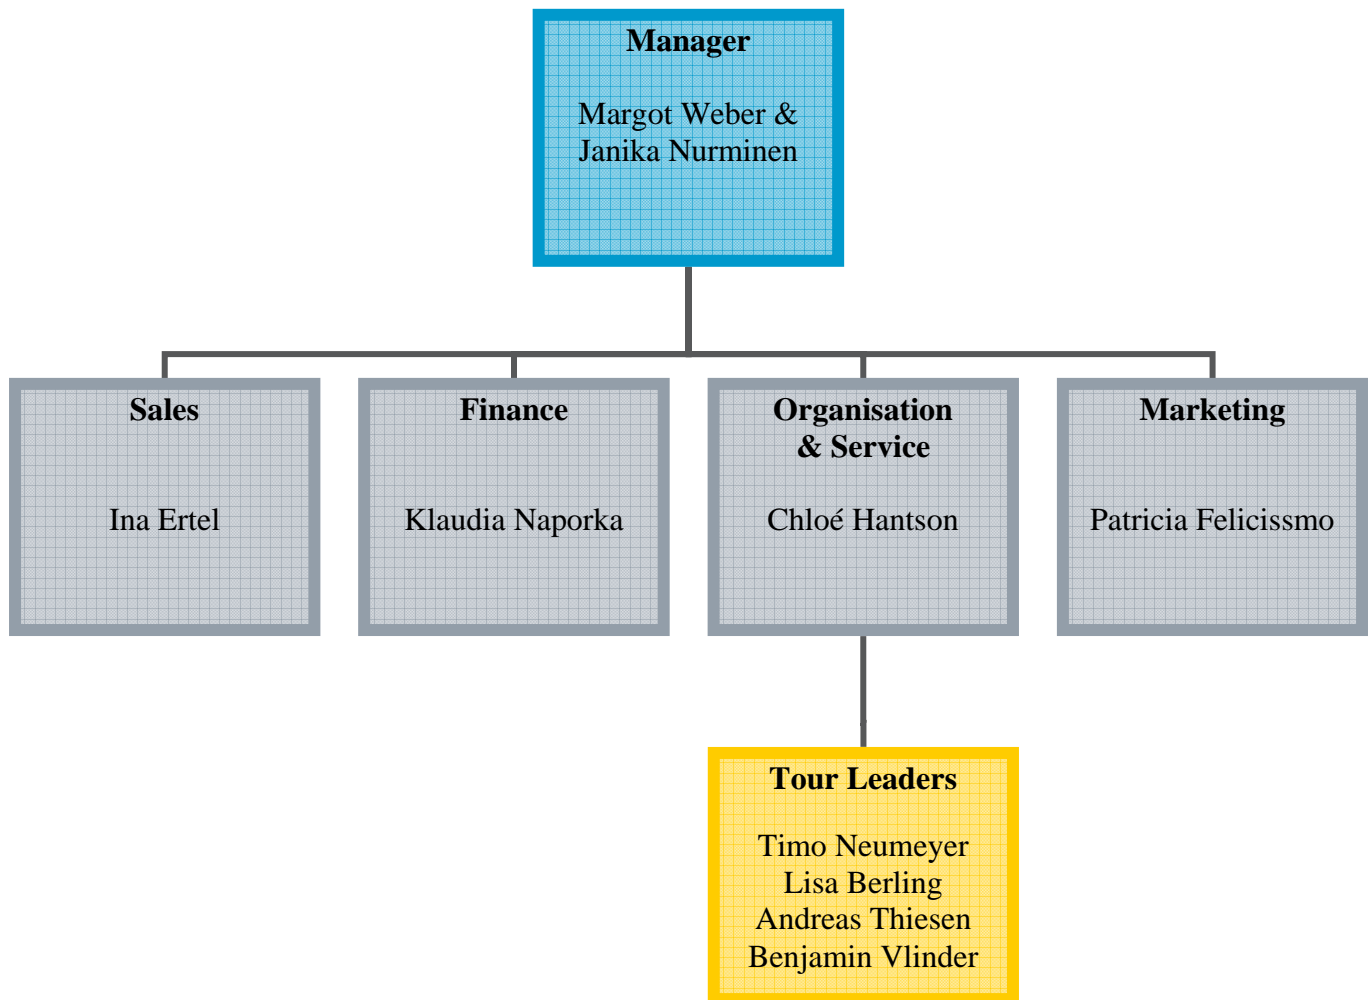 Manager
Margot Weber &
Janika Nurminen
Sales
Ina Ertel
Finance
Klaudia Naporka
Organisation
& Service
Chloé Hantson
Marketing
Patricia Felicissmo
Tour Leaders
Timo Neumeyer
Lisa Berling
Andreas Thiesen
Benjamin Vlinder